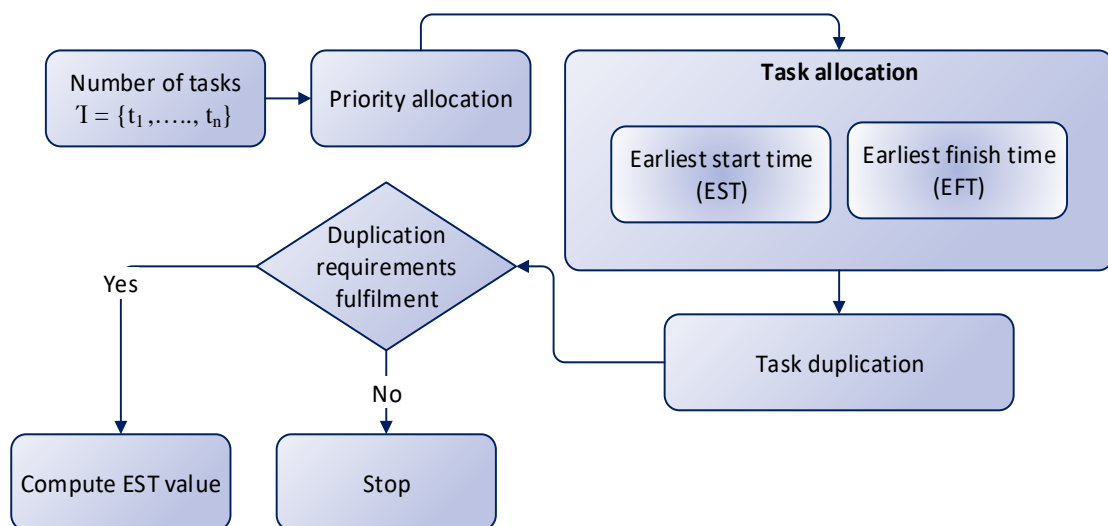 Number of tasks
Ί = {t1 ,….., tn}
Priority allocation
Task allocation
Earliest start time
(EST)
Earliest finish time
(EFT)
Task duplication
Duplication
requirements
fulfilment
Yes
No
Compute EST value
Stop